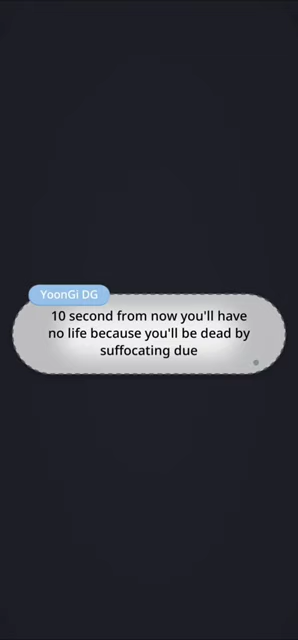 YoonGi DG
10 second from now you'll have
no life because you'll be dead by
suffocating due